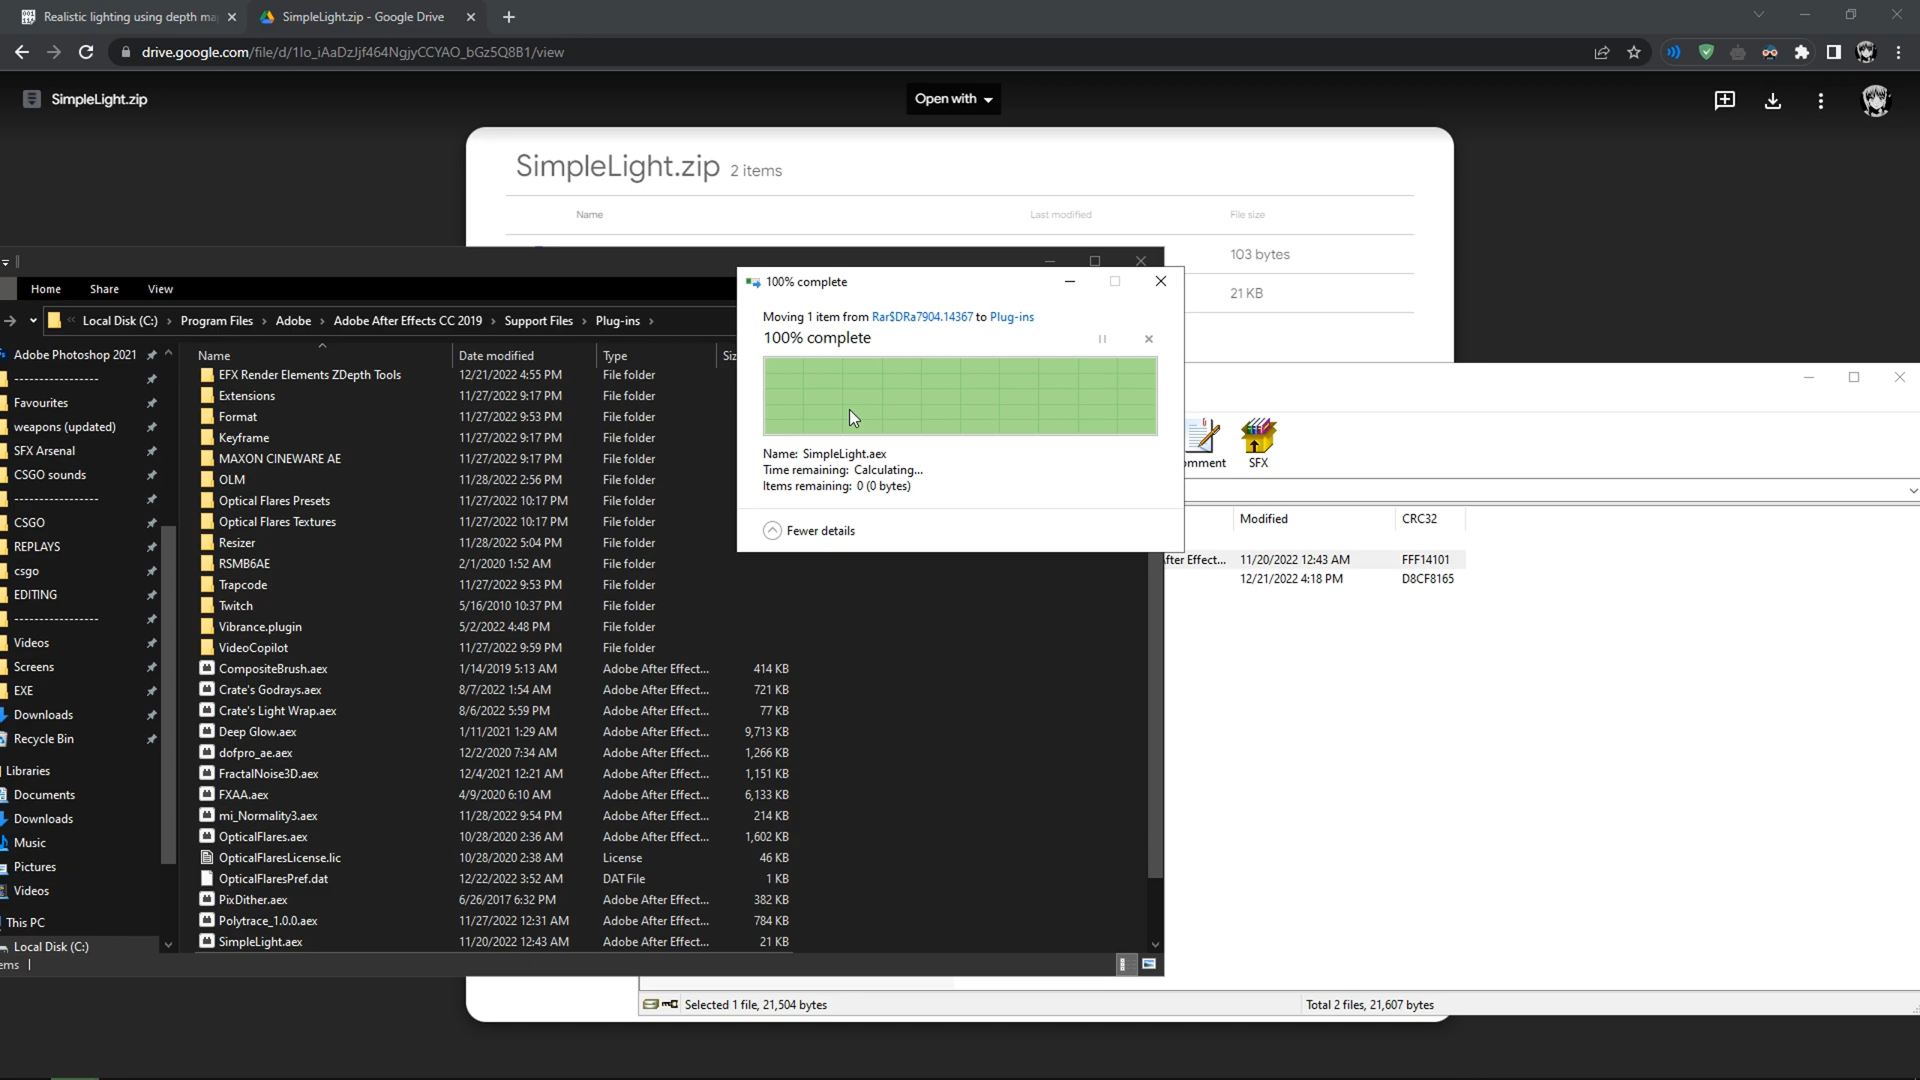 Realistic lighting using depth ma
SimpleLight.zip - Google Drive
drive.google.com/file/d/1Io_iAaDzJjf464NgjyCCYAO_bGz5Q8B1/view
SimpleLight.zip
Open with
SimpleLight.zip 2 items
Name Last modified File size
103 bytes
21 KB
Home Share View
Local Disk (C:) › Program Files › Adobe › Adobe After Effects CC 2019 › Support Files › Plug-ins ›
Adobe Photoshop 2021
------------------
Favourites
weapons (updated)
SFX Arsenal
CSGO sounds
------------------
CSGO
REPLAYS
csgo
EDITING
------------------
Videos
Screens
EXE
Downloads
Recycle Bin
Libraries
Documents
Downloads
Music
Pictures
Videos
This PC
Local Disk (C:)
ems
Name Date modified Type Siz
EFX Render Elements ZDepth Tools 12/21/2022 4:55 PM File folder
Extensions 11/27/2022 9:17 PM File folder
Format 11/27/2022 9:53 PM File folder
Keyframe 11/27/2022 9:17 PM File folder
MAXON CINEWARE AE 11/27/2022 9:17 PM File folder
OLM 11/28/2022 2:56 PM File folder
Optical Flares Presets 11/27/2022 10:17 PM File folder
Optical Flares Textures 11/27/2022 10:17 PM File folder
Resizer 11/28/2022 5:04 PM File folder
RSMB6AE 2/1/2020 1:52 AM File folder
Trapcode 11/27/2022 9:53 PM File folder
Twitch 5/16/2010 10:37 PM File folder
Vibrance.plugin 5/2/2022 4:48 PM File folder
VideoCopilot 11/27/2022 9:59 PM File folder
CompositeBrush.aex 1/14/2019 5:13 AM Adobe After Effect... 414 KB
Crate's Godrays.aex 8/7/2022 1:54 AM Adobe After Effect... 721 KB
Crate's Light Wrap.aex 8/6/2022 5:59 PM Adobe After Effect... 77 KB
Deep Glow.aex 1/11/2021 1:29 AM Adobe After Effect... 9,713 KB
dofpro_ae.aex 12/2/2020 7:34 AM Adobe After Effect... 1,266 KB
FractalNoise3D.aex 12/4/2021 12:21 AM Adobe After Effect... 1,151 KB
FXAA.aex 4/9/2020 6:10 AM Adobe After Effect... 6,133 KB
mi_Normality3.aex 11/28/2022 9:54 PM Adobe After Effect... 214 KB
OpticalFlares.aex 10/28/2020 2:36 AM Adobe After Effect... 1,602 KB
OpticalFlaresLicense.lic 10/28/2020 2:38 AM License 46 KB
OpticalFlaresPref.dat 12/22/2022 3:52 AM DAT File 1 KB
PixDither.aex 6/26/2017 6:32 PM Adobe After Effect... 382 KB
Polytrace_1.0.0.aex 11/27/2022 12:31 AM Adobe After Effect... 784 KB
SimpleLight.aex 11/20/2022 12:43 AM Adobe After Effect... 21 KB
100% complete
Moving 1 item from Rar$DRa7904.14367 to Plug-ins
100% complete
Name: SimpleLight.aex
Time remaining: Calculating...
Items remaining: 0 (0 bytes)
Fewer details
omment SFX
Modified CRC32
After Effect... 11/20/2022 12:43 AM FFF14101
12/21/2022 4:18 PM D8CF8165
Selected 1 file, 21,504 bytes
Total 2 files, 21,607 bytes